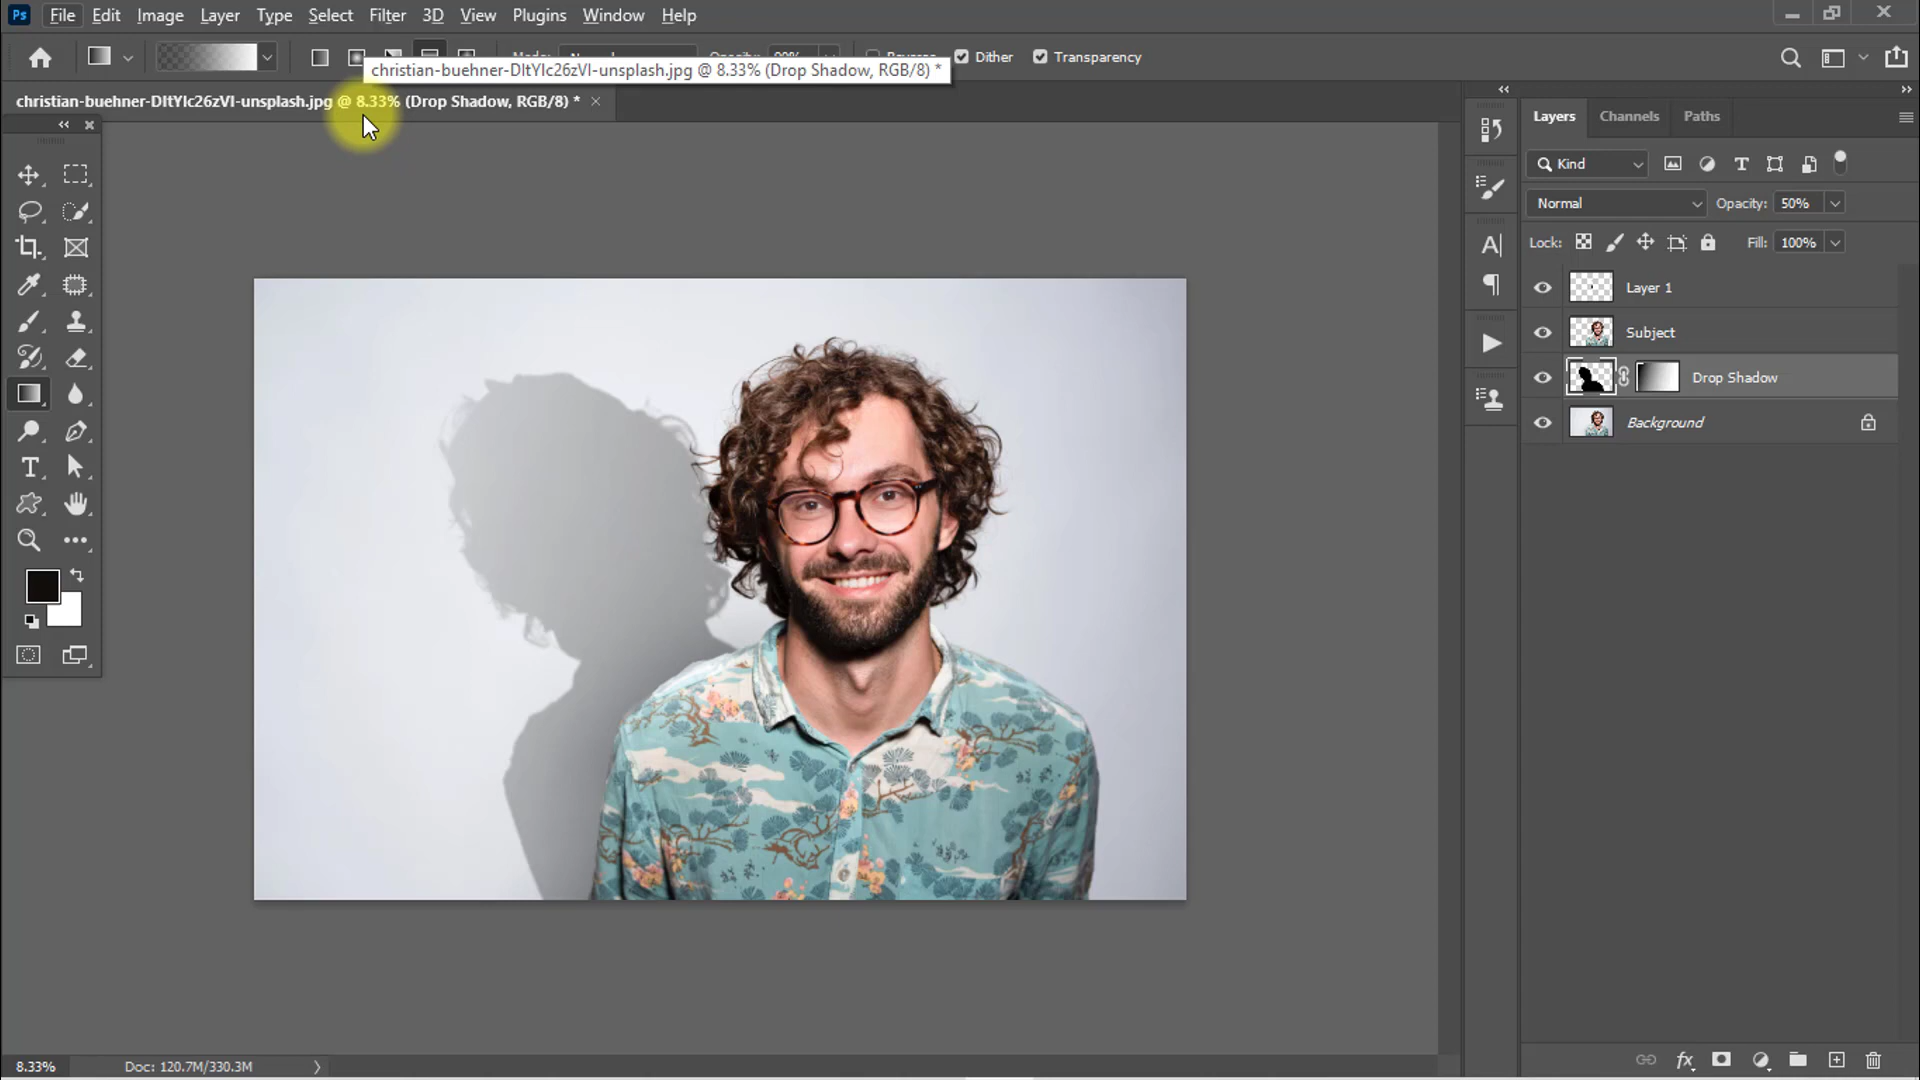 Ps File Edit Image Layer Type Select Filter 3D View Plugins Window Help
Dither Transparency
christian-buehner-DItYlc26zVI-unsplash.jpg @ 8.33% (Drop Shadow, RGB/8) *
christian-buehner-DItYlc26zVI-unsplash.jpg @ 8.33% (Drop Shadow, RGB/8) *
Layers Channels Paths
Kind
Normal Opacity: 50%
Lock: Fill: 100%
Layer 1
Subject
Drop Shadow
Background
8.33% Doc: 120.7M/330.3M